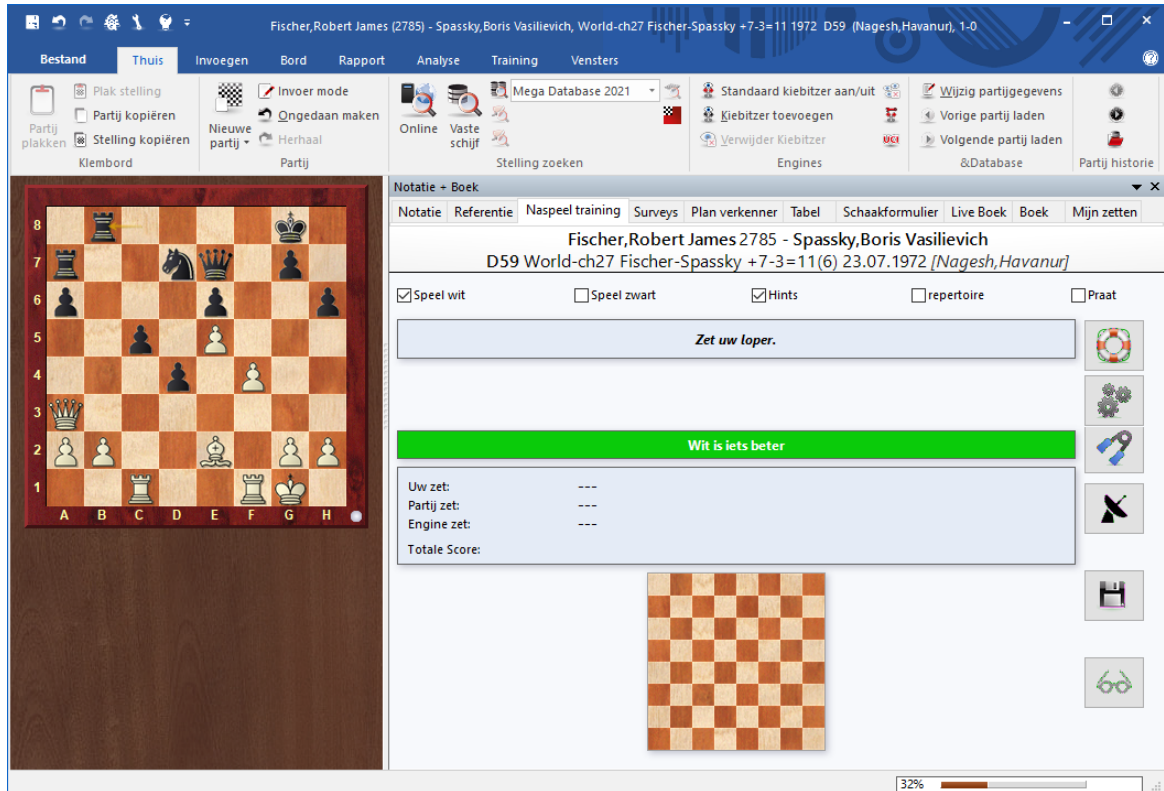 Fischer,Robert James (2785) - Spassky,Boris Vasilievich, World-ch27 Fischer-Spassky +7-3=11 1972  D59  (Nagesh,Havanur), 1-0
Bestand Thuis Invoegen Bord Rapport Analyse Training Vensters
Plak stelling
Partij kopiëren
Stelling kopiëren
Partij
plakken
Klembord
Nieuwe
partij
Invoer mode
Ongedaan maken
Herhaal
Partij
Online
Vaste
schijf
Mega Database 2021
Stelling zoeken
Standaard kiebitzer aan/uit
Kiebitzer toevoegen
Verwijder Kiebitzer
UCI
Engines
Wijzig partijgegevens
Vorige partij laden
Volgende partij laden
&Database
Partij historie
8
7
6
5
4
3
2
1
A B C D E F G H
Notatie + Boek
Notatie Referentie Naspeel training Surveys Plan verkenner Tabel Schaakformulier Live Boek Boek Mijn zetten
Fischer,Robert James 2785 - Spassky,Boris Vasilievich
D59 World-ch27 Fischer-Spassky +7-3=11(6) 23.07.1972 [Nagesh,Havanur]
Speel wit Speel zwart Hints repertoire Praat
Zet uw loper.
Wit is iets beter
Uw zet: ---
Partij zet: ---
Engine zet: ---
Totale Score:
32%